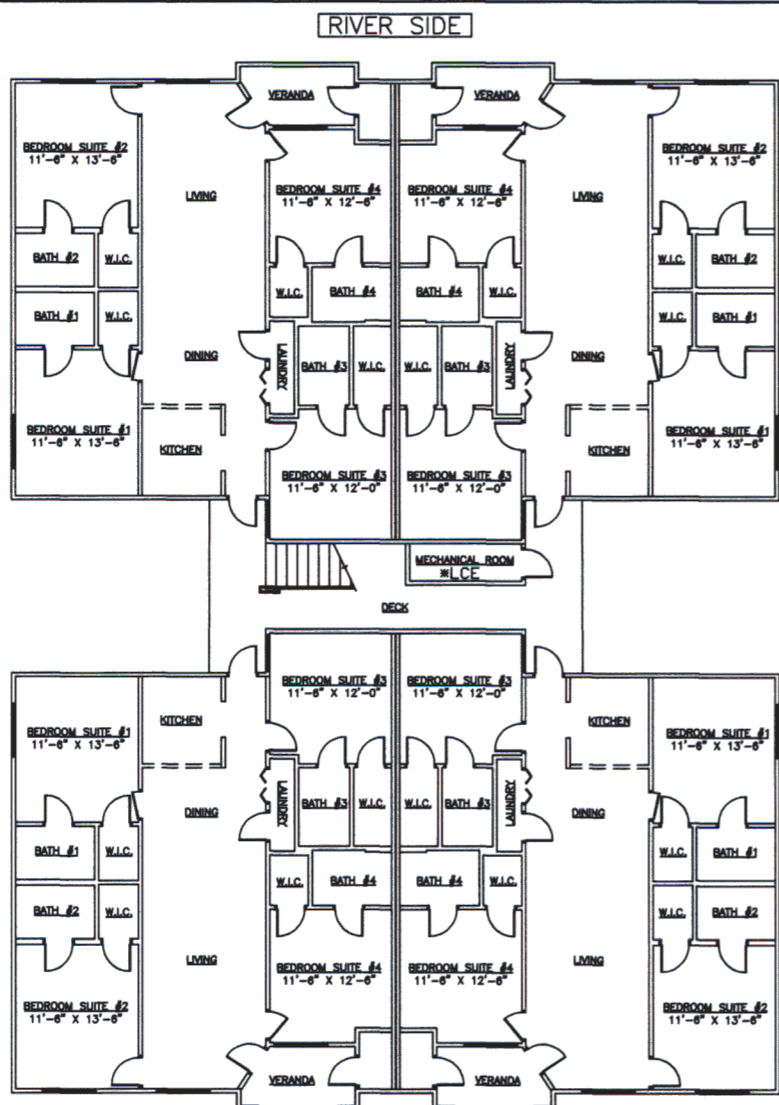 RIVER SIDE
VERANDA VERANDA
BEDROOM SUITE #2 BEDROOM SUITE #2
11'-6" X 13'-6" 11'-6" X 13'-6"
LIVING BEDROOM SUITE #4 BEDROOM SUITE #4 LIVING
11'-6" X 12'-6" 11'-6" X 12'-6"
BATH #2 W.I.C. W.I.C. BATH #2
W.I.C. BATH #4 BATH #4 W.I.C.
BATH #1 W.I.C. W.I.C. BATH #1
DINING LAUNDRY BATH #3 W.I.C. W.I.C. BATH #3 LAUNDRY DINING
BEDROOM SUITE #1 BEDROOM SUITE #1
11'-6" X 13'-6" 11'-6" X 13'-6"
KITCHEN KITCHEN
BEDROOM SUITE #3 BEDROOM SUITE #3
11'-6" X 12'-0" 11'-6" X 12'-0"
MECHANICAL ROOM
*LCE
DECK
BEDROOM SUITE #3 BEDROOM SUITE #3
11'-6" X 12'-0" 11'-6" X 12'-0"
KITCHEN KITCHEN
BEDROOM SUITE #1 BEDROOM SUITE #1
11'-6" X 13'-6" 11'-6" X 13'-6"
DINING LAUNDRY BATH #3 W.I.C. W.I.C. BATH #3 LAUNDRY DINING
BATH #1 W.I.C. W.I.C. BATH #1
W.I.C. BATH #4 BATH #4 W.I.C.
BATH #2 W.I.C. W.I.C. BATH #2
LIVING BEDROOM SUITE #4 BEDROOM SUITE #4 LIVING
11'-6" X 12'-6" 11'-6" X 12'-6"
BEDROOM SUITE #2 BEDROOM SUITE #2
11'-6" X 13'-6" 11'-6" X 13'-6"
VERANDA VERANDA